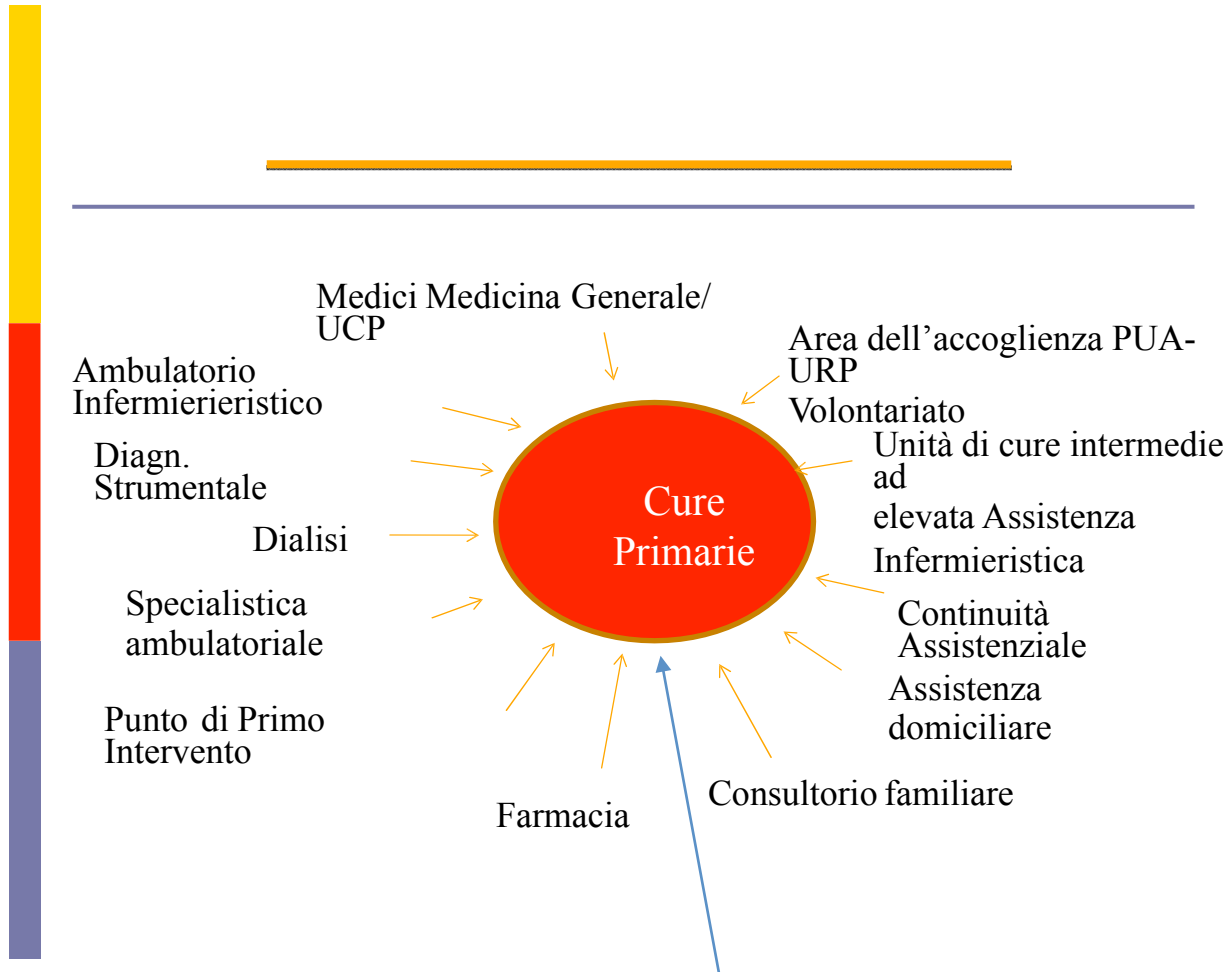 Medici Medicina Generale/
UCP
Area dell’accoglienza PUA-
URP
Volontariato
Ambulatorio
Infermierieristico
Unità di cure intermedie
ad
elevata Assistenza
Infermieristica
Diagn.
Strumentale
Cure
Primarie
Dialisi
Specialistica
ambulatoriale
Continuità
Assistenziale
Assistenza
domiciliare
Punto di Primo
Intervento
Farmacia
Consultorio familiare